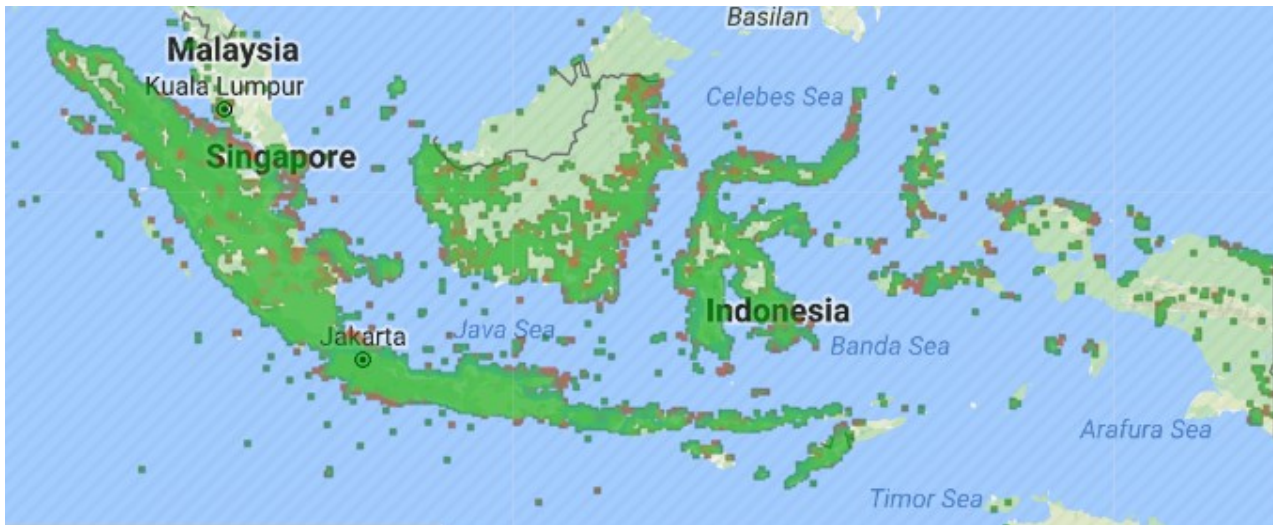 Basilan
Malaysia
Kuala Lumpur
Celebes Sea
Singapore
Indonesia
Java Sea
Jakarta
Banda Sea
Arafura Sea
Timor Sea